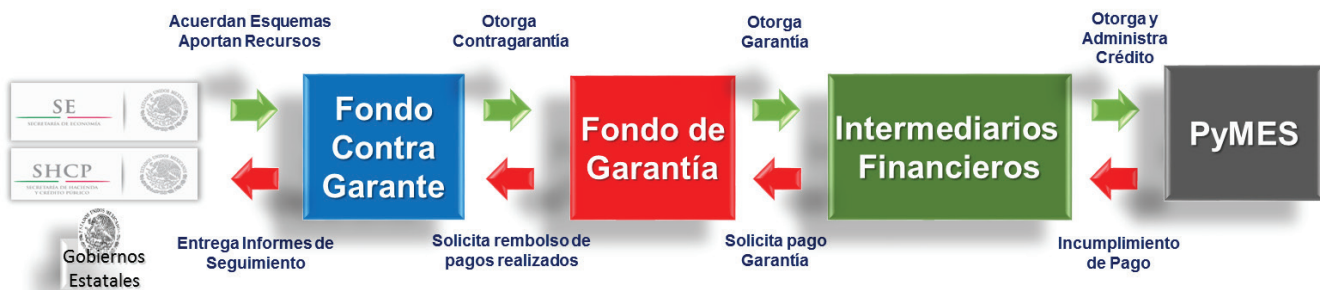 Acuerdan Esquemas
Aportan Recursos
Otorga
Contragarantía
Otorga
Garantía
Otorga y
Administra
Crédito
SE
SECRETARÍA DE ECONOMÍA
SHCP
SECRETARÍA DE HACIENDA
Y CRÉDITO PÚBLICO
Gobiernos
Estatales
Fondo
Contra
Garante
Fondo de
Garantía
Intermediarios
Financieros
PyMES
Entrega Informes de
Seguimiento
Solicita rembolso de
pagos realizados
Solicita pago
Garantía
Incumplimiento
de Pago